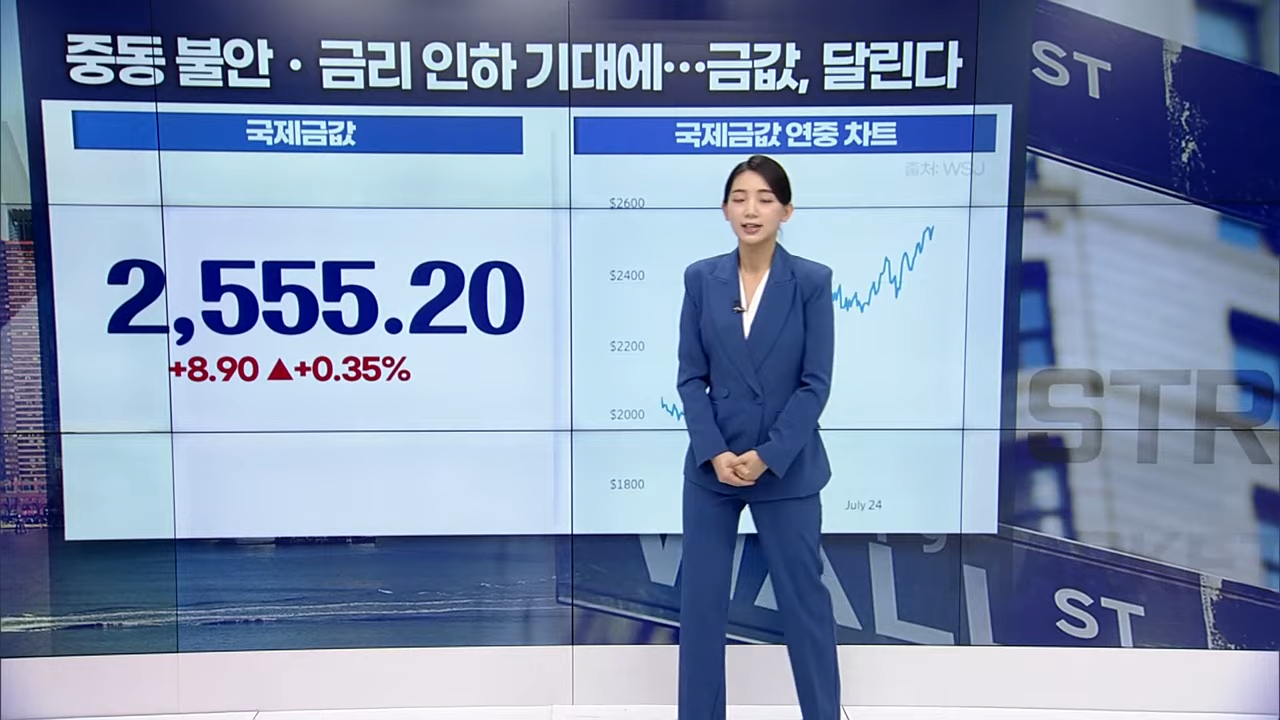 중동 불안 · 금리 인하 기대에…금값, 달린다
국제금값
2,555.20
+8.90 ▲+0.35%
국제금값 연중 차트
출처: WSJ
$2600
$2400
$2200
$2000
$1800
July 24
ST
STR
WALL
ST